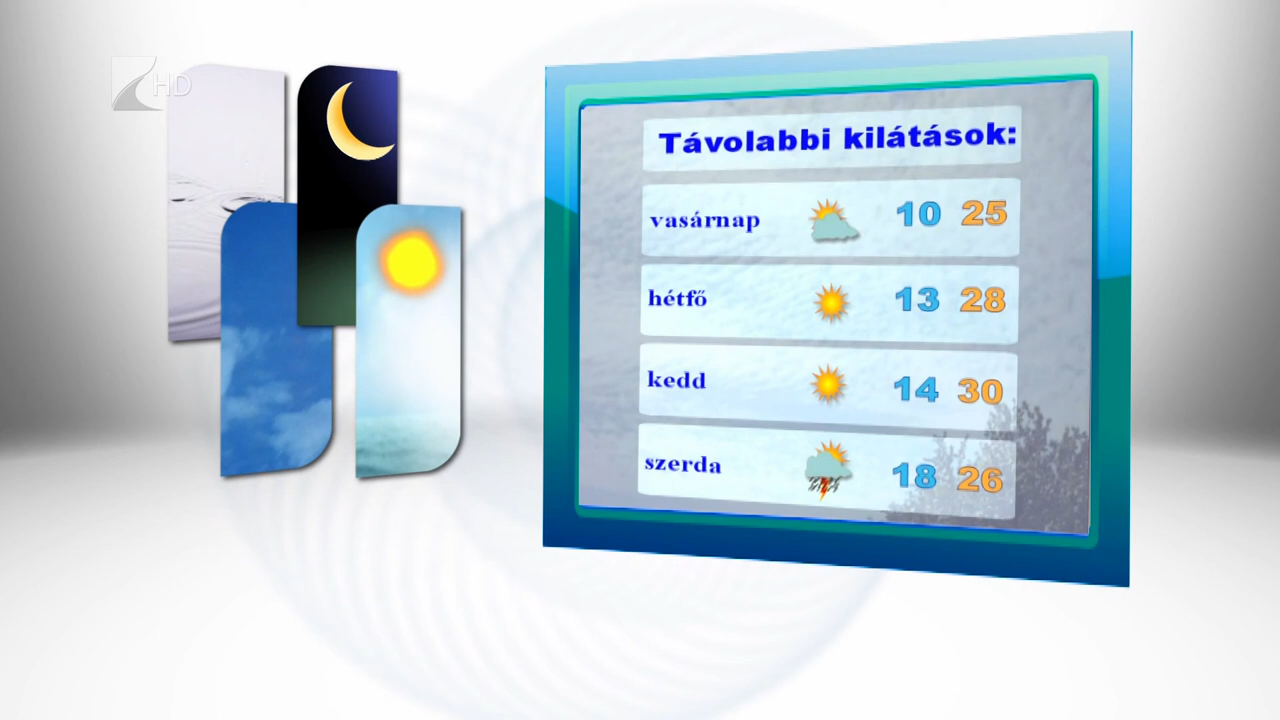 HD
Távolabbi kilátások:
vasárnap 10 25
hétfő 13 28
kedd 14 30
szerda 18 26